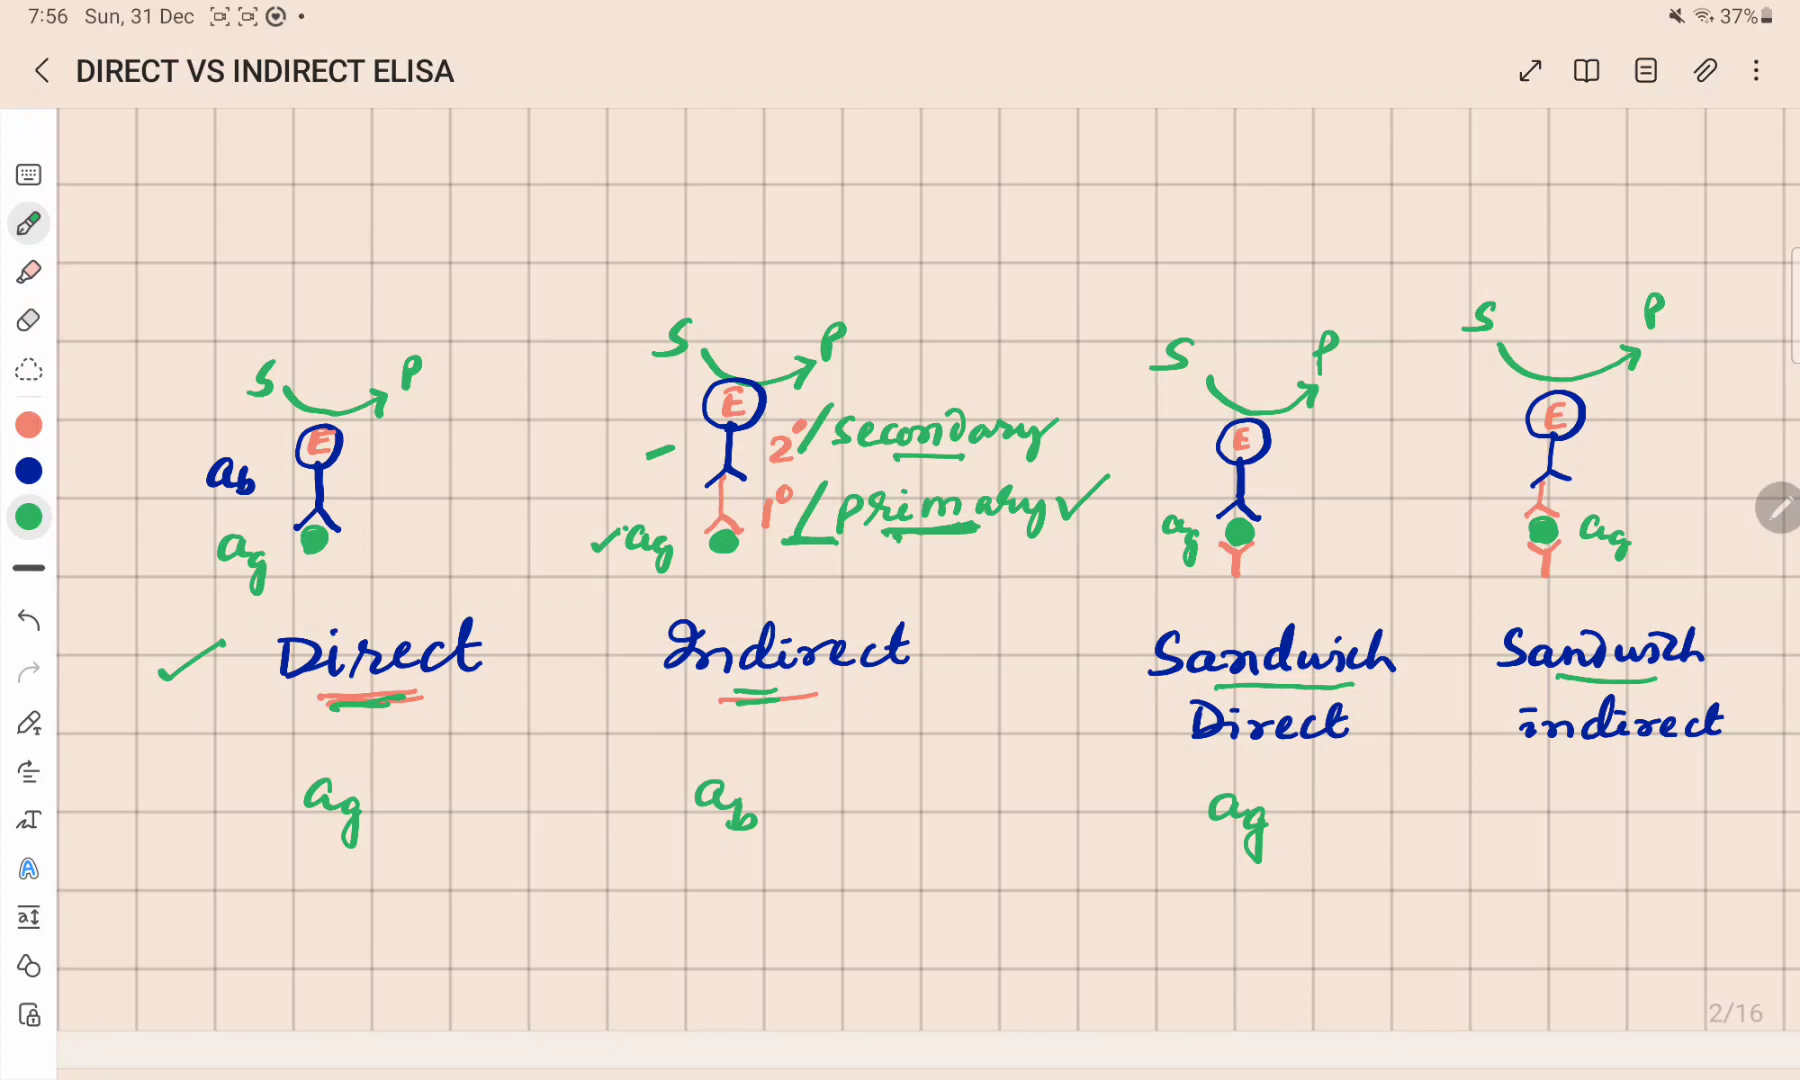 7:56 Sun, 31 Dec
37%
DIRECT VS INDIRECT ELISA
S P
E
ab
ag
Direct
ag
S P
E
2°/secondary
1°/primary
ag
Indirect
ab
S P
E
ag
Sandwich
Direct
ag
S P
E
ag
Sandwich
indirect
2/16